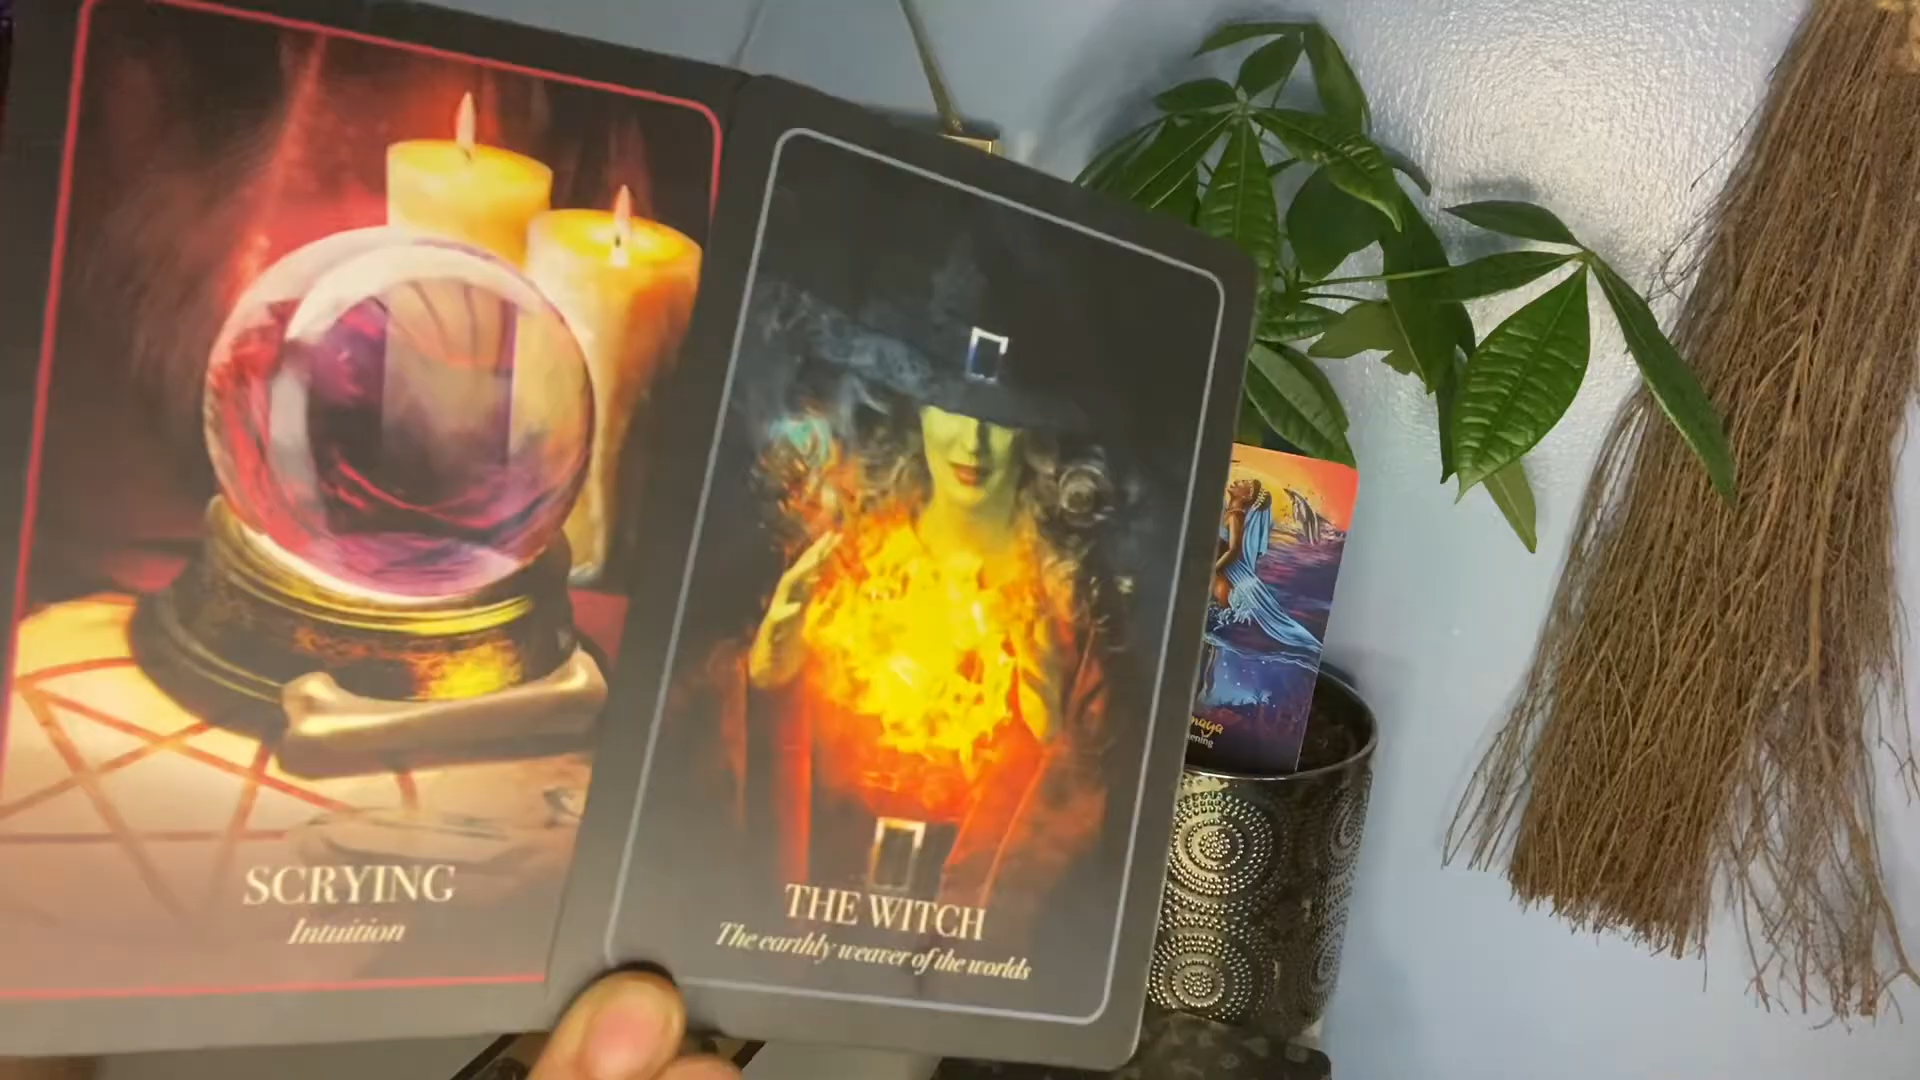 SCRYING
Intuition
THE WITCH
The earthly weaver of the worlds